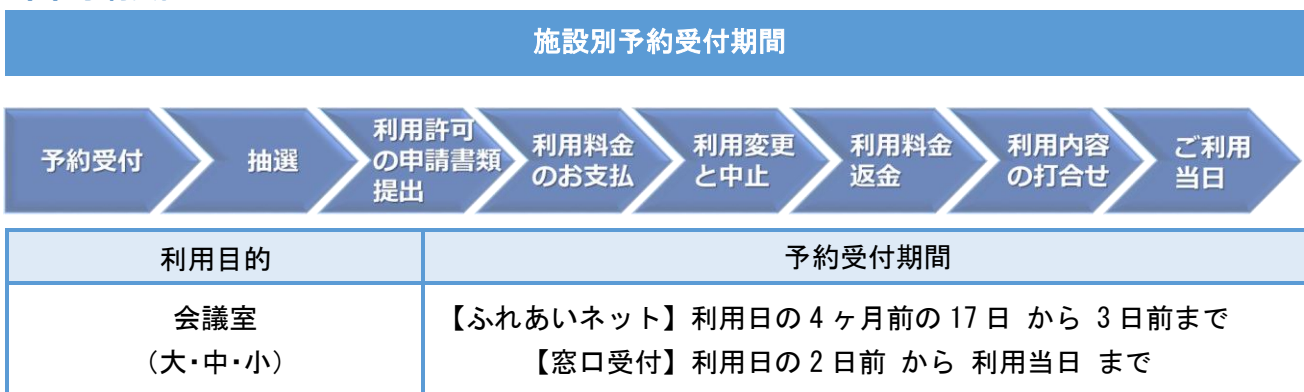 施設別予約受付期間
予約受付
抽選
利用許可
の申請書類
提出
利用料金
のお支払
利用変更
と中止
利用料金
返金
利用内容
の打合せ
ご利用
当日
利用目的
予約受付期間
会議室
（大・中・小）
【ふれあいネット】利用日の 4 ヶ月前の 17 日 から 3 日前まで
【窓口受付】利用日の 2 日前 から 利用当日 まで